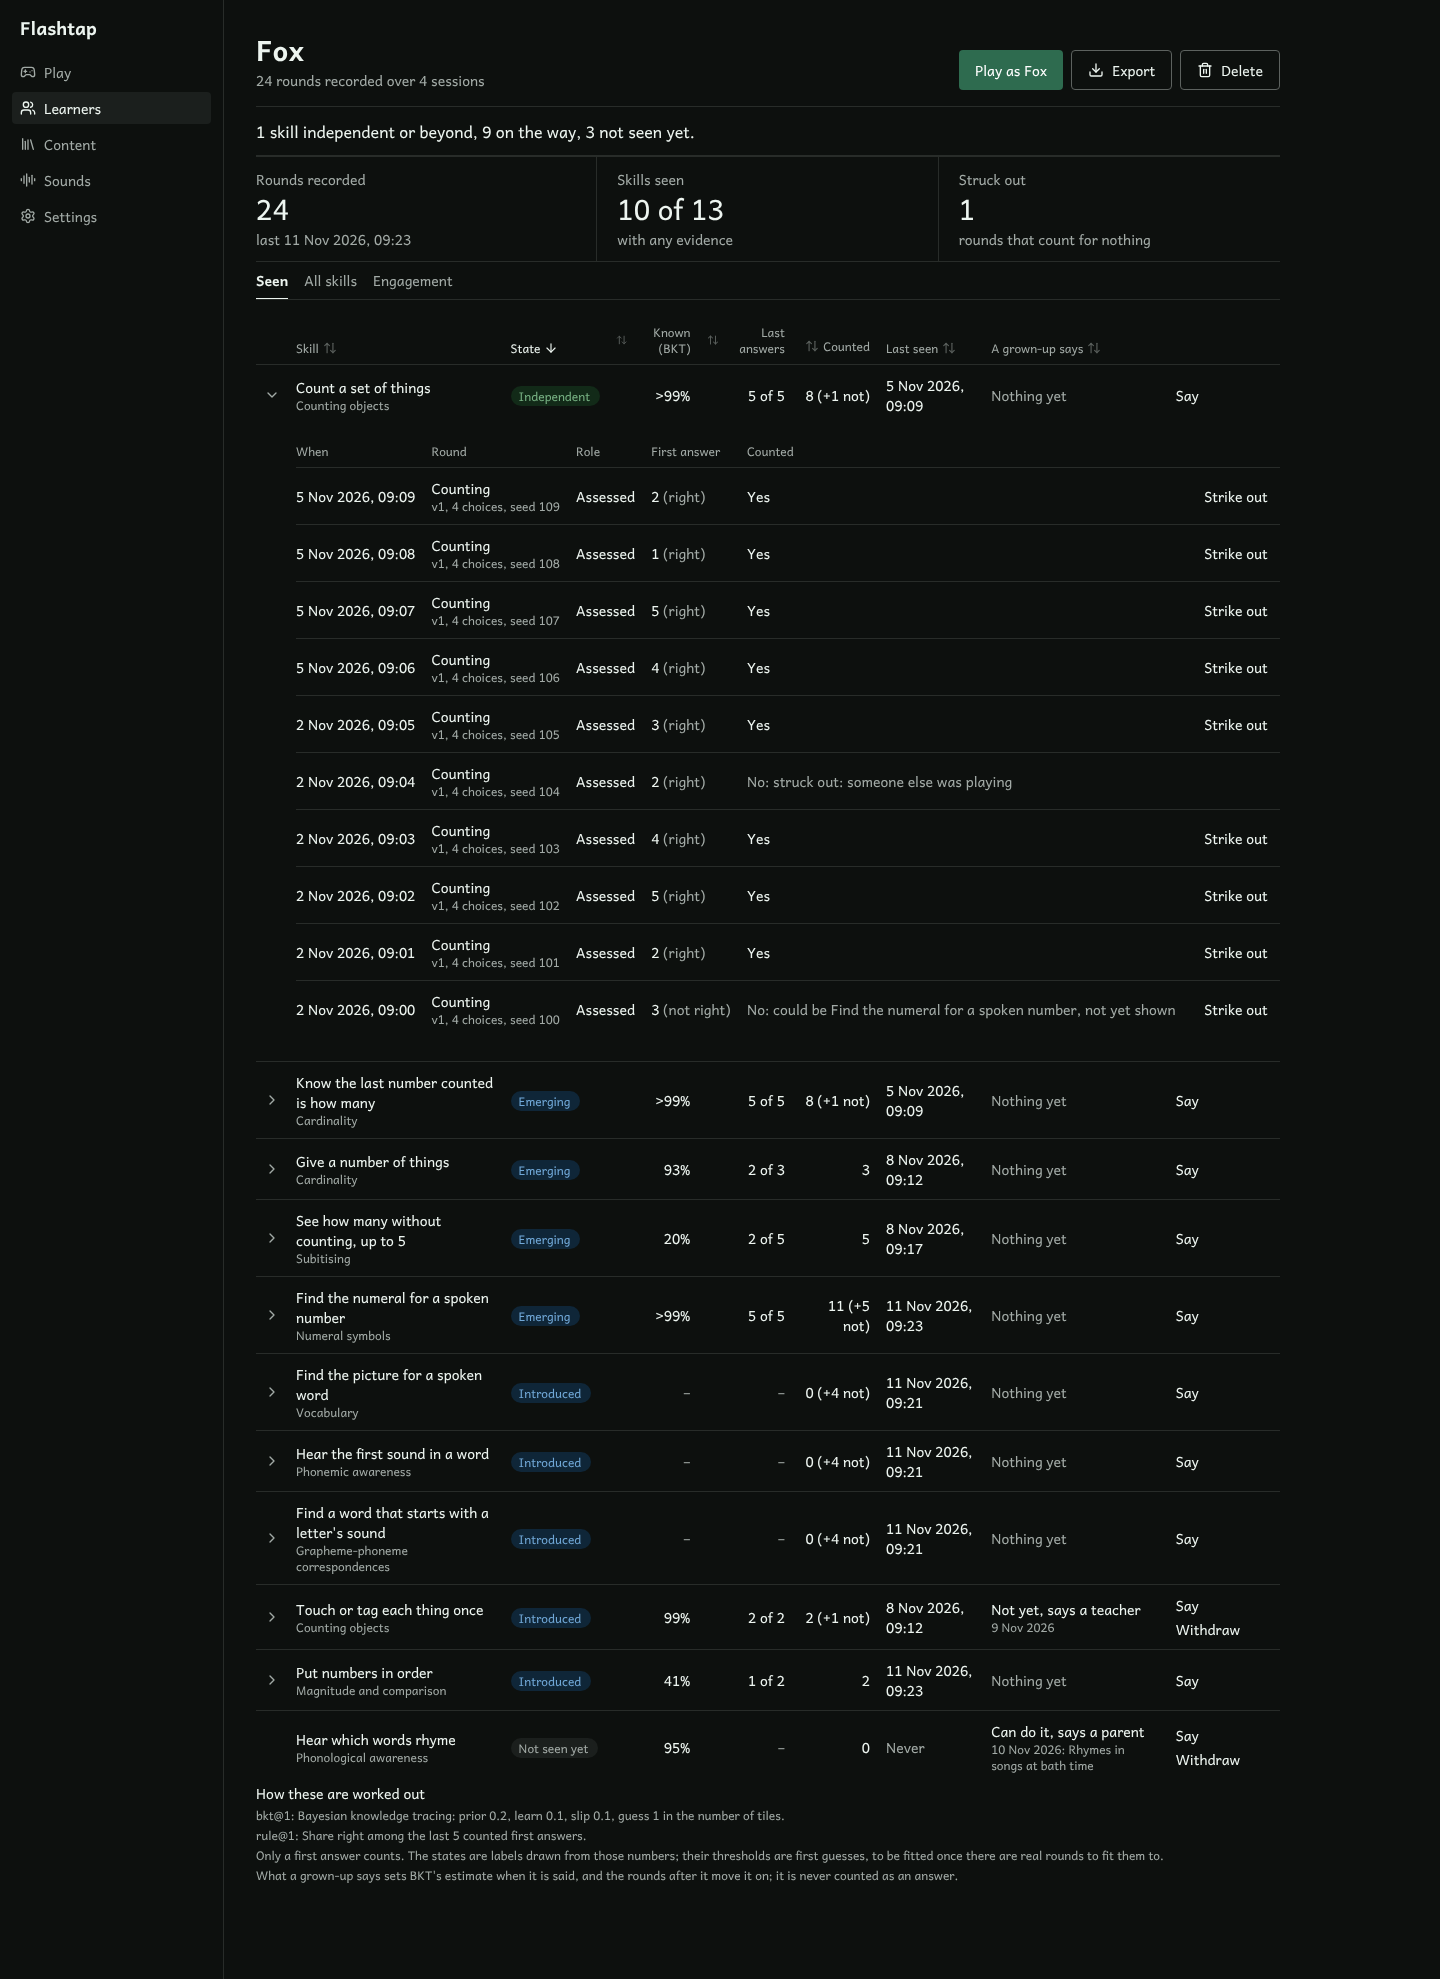 Flashtap
Play
Learners
Content
Sounds
Settings
Fox
24 rounds recorded over 4 sessions
Play as Fox
Export
Delete
1 skill independent or beyond, 9 on the way, 3 not seen yet.
Rounds recorded
24
last 11 Nov 2026, 09:23
Skills seen
10 of 13
with any evidence
Struck out
1
rounds that count for nothing
Seen All skills Engagement
Skill State Known (BKT) Last answers Counted Last seen A grown-up says
Count a set of things
Counting objects
Independent >99% 5 of 5 8 (+1 not) 5 Nov 2026, 09:09 Nothing yet Say
When Round Role First answer Counted
5 Nov 2026, 09:09 Counting Assessed 2 (right) Yes Strike out
v1, 4 choices, seed 109
5 Nov 2026, 09:08 Counting Assessed 1 (right) Yes Strike out
v1, 4 choices, seed 108
5 Nov 2026, 09:07 Counting Assessed 5 (right) Yes Strike out
v1, 4 choices, seed 107
5 Nov 2026, 09:06 Counting Assessed 4 (right) Yes Strike out
v1, 4 choices, seed 106
2 Nov 2026, 09:05 Counting Assessed 3 (right) Yes Strike out
v1, 4 choices, seed 105
2 Nov 2026, 09:04 Counting Assessed 2 (right) No: struck out: someone else was playing
v1, 4 choices, seed 104
2 Nov 2026, 09:03 Counting Assessed 4 (right) Yes Strike out
v1, 4 choices, seed 103
2 Nov 2026, 09:02 Counting Assessed 5 (right) Yes Strike out
v1, 4 choices, seed 102
2 Nov 2026, 09:01 Counting Assessed 2 (right) Yes Strike out
v1, 4 choices, seed 101
2 Nov 2026, 09:00 Counting Assessed 3 (not right) No: could be Find the numeral for a spoken number, not yet shown Strike out
v1, 4 choices, seed 100
Know the last number counted
is how many
Cardinality
Emerging >99% 5 of 5 8 (+1 not) 5 Nov 2026, 09:09 Nothing yet Say
Give a number of things
Cardinality
Emerging 93% 2 of 3 3 8 Nov 2026, 09:12 Nothing yet Say
See how many without
counting, up to 5
Subitising
Emerging 20% 2 of 5 5 8 Nov 2026, 09:17 Nothing yet Say
Find the numeral for a spoken
number
Numeral symbols
Emerging >99% 5 of 5 11 (+5 not) 11 Nov 2026, 09:23 Nothing yet Say
Find the picture for a spoken
word
Vocabulary
Introduced – – 0 (+4 not) 11 Nov 2026, 09:21 Nothing yet Say
Hear the first sound in a word
Phonemic awareness
Introduced – – 0 (+4 not) 11 Nov 2026, 09:21 Nothing yet Say
Find a word that starts with a
letter's sound
Grapheme-phoneme
correspondences
Introduced – – 0 (+4 not) 11 Nov 2026, 09:21 Nothing yet Say
Touch or tag each thing once
Counting objects
Introduced 99% 2 of 2 2 (+1 not) 8 Nov 2026, 09:12
Not yet, says a teacher
9 Nov 2026
Say
Withdraw
Put numbers in order
Magnitude and comparison
Introduced 41% 1 of 2 2 11 Nov 2026, 09:23 Nothing yet Say
Hear which words rhyme
Phonological awareness
Not seen yet 95% – 0 Never
Can do it, says a parent
10 Nov 2026: Rhymes in
songs at bath time
Say
Withdraw
How these are worked out
bkt@1: Bayesian knowledge tracing: prior 0.2, learn 0.1, slip 0.1, guess 1 in the number of tiles.
rule@1: Share right among the last 5 counted first answers.
Only a first answer counts. The states are labels drawn from those numbers; their thresholds are first guesses, to be fitted once there are real rounds to fit them to.
What a grown-up says sets BKT's estimate when it is said, and the rounds after it move it on; it is never counted as an answer.